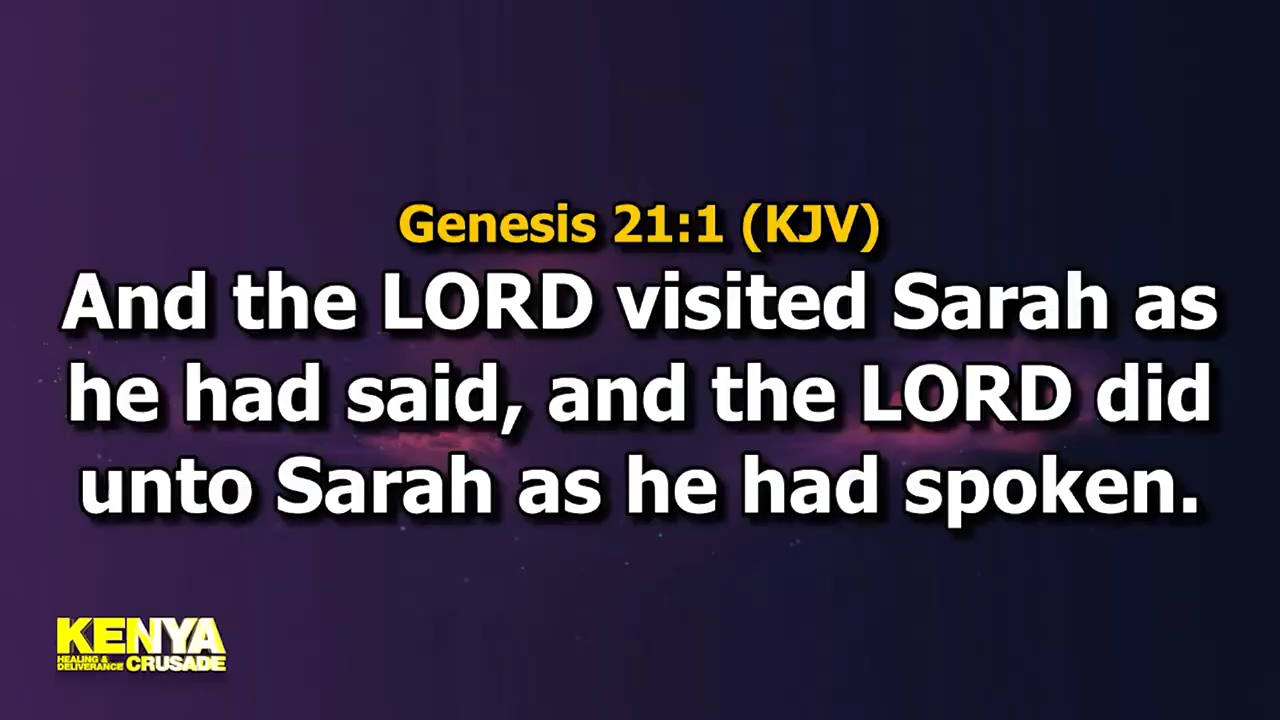 Genesis 21:1 (KJV)
And the LORD visited Sarah as
he had said, and the LORD did
unto Sarah as he had spoken.
KENYA
HEALING &
DELIVERANCE CRUSADE